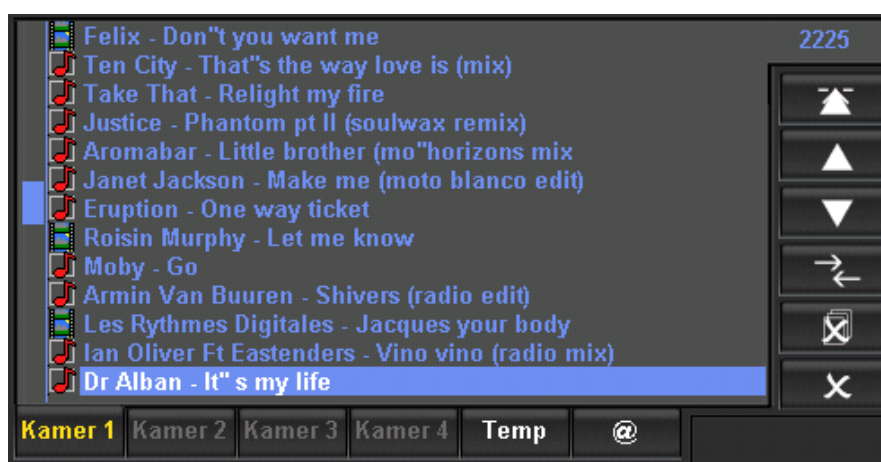 Felix - Don"t you want me
2225
Ten City - That"s the way love is (mix)
Take That - Relight my fire
Justice - Phantom pt II (soulwax remix)
Aromabar - Little brother (mo"horizons mix
Janet Jackson - Make me (moto blanco edit)
Eruption - One way ticket
Roisin Murphy - Let me know
Moby - Go
Armin Van Buuren - Shivers (radio edit)
Les Rythmes Digitales - Jacques your body
Ian Oliver Ft Eastenders - Vino vino (radio mix)
Dr Alban - It" s my life
Kamer 1 Kamer 2 Kamer 3 Kamer 4 Temp @